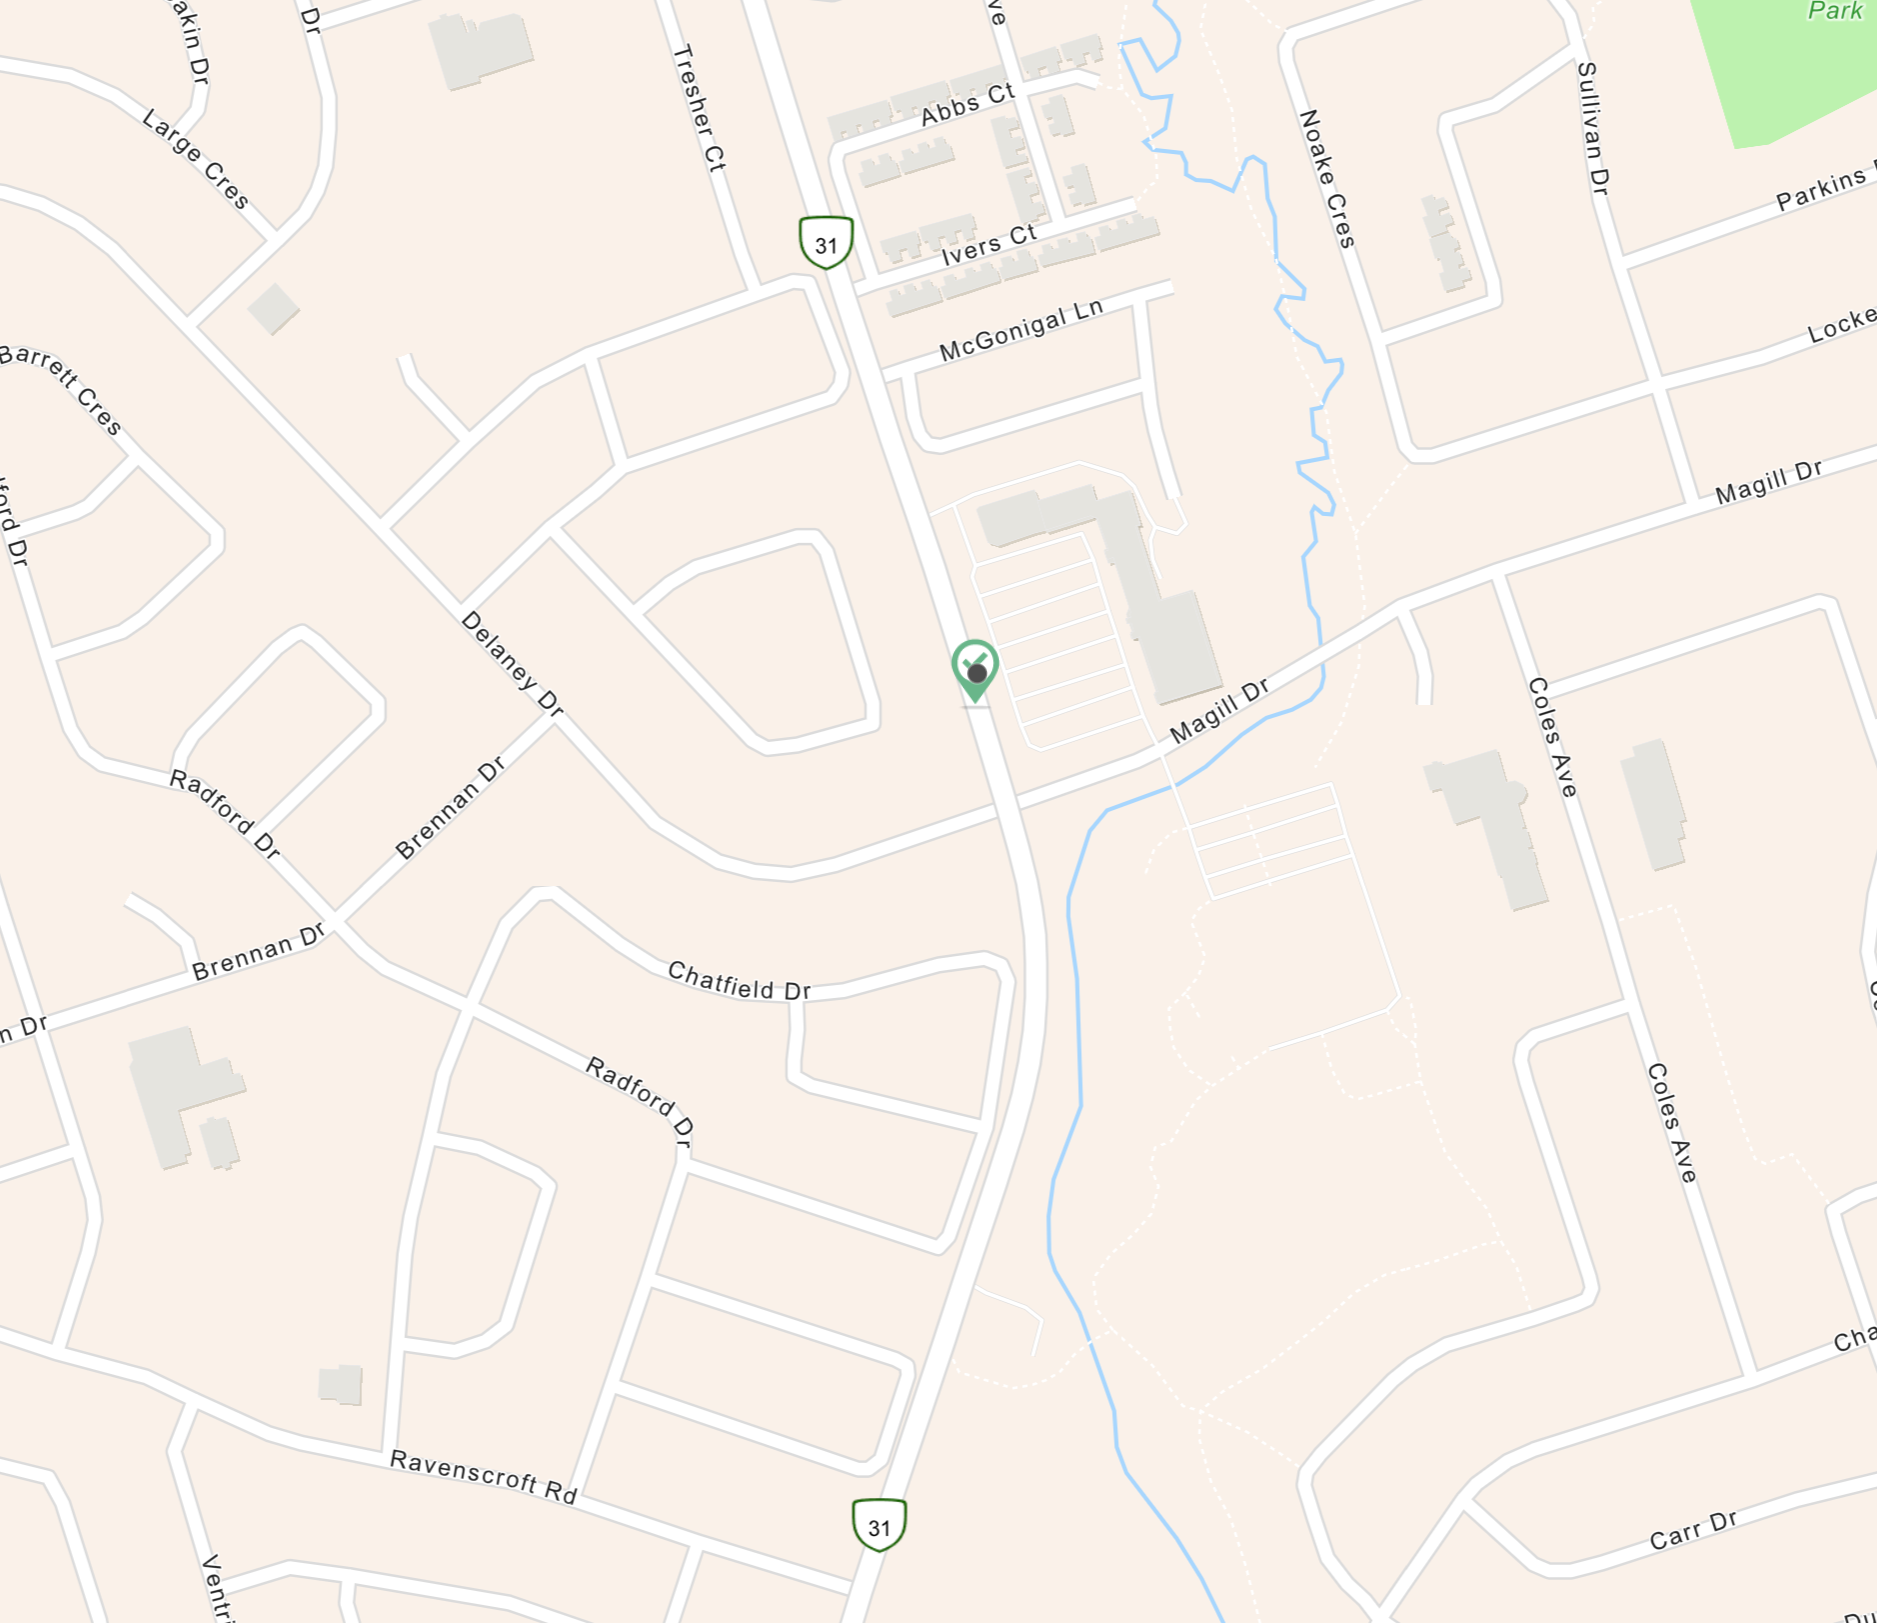 Park
Dr
Tresher Ct
Large Cres
Abbs Ct
Sullivan Dr
Noake Cres
Parkins
31
Ivers Ct
McGonigal Ln
Locke
Barrett Cres
Magill Dr
Delaney Dr
Magill Dr
Coles Ave
Radford Dr
Brennan Dr
Brennan Dr
Chatfield Dr
Dr
Radford Dr
Coles Ave
Ravenscroft Rd
31
Carr Dr